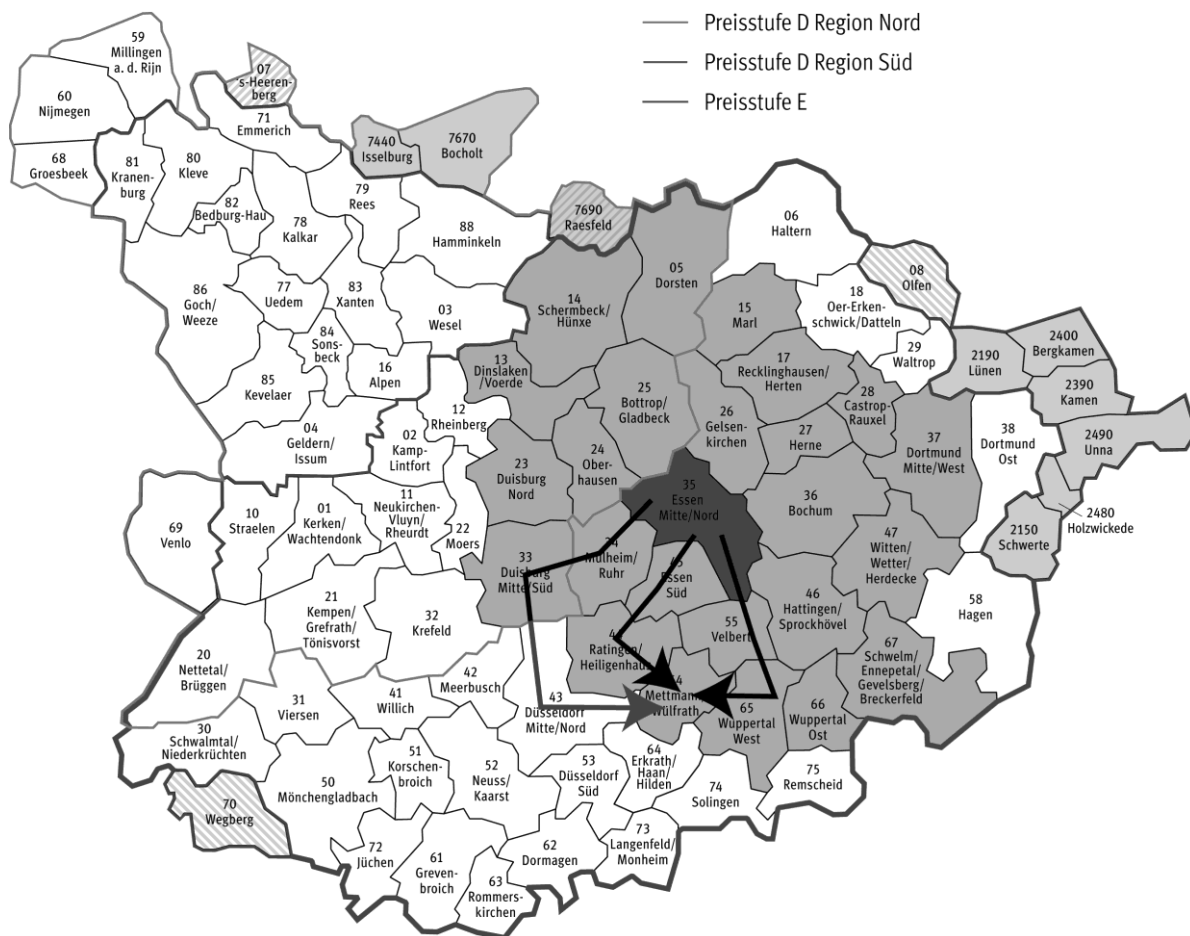 Preisstufe D Region Nord
Preisstufe D Region Süd
Preisstufe E
59
Millingen
a. d. Rijn
07
's-Heeren-
berg
60
Nijmegen
71
Emmerich
7440
Isselburg
7670
Bocholt
68
Groesbeek
81
Kranen-
burg
80
Kleve
82
Bedburg-Hau
79
Rees
78
Kalkar
88
Hamminkeln
7690
Raesfeld
06
Haltern
05
Dorsten
08
Olfen
86
Goch/
Weeze
77
Uedem
83
Xanten
03
Wesel
14
Schermbeck/
Hünxe
15
Marl
18
Oer-Erken-
schwick/Datteln
29
Waltrop
2400
Bergkamen
2190
Lünen
2390
Kamen
84
Sons-
beck
16
Alpen
13
Dinslaken
/Voerde
17
Recklinghausen/
Herten
85
Kevelaer
25
Bottrop/
Gladbeck
28
Castrop-
Rauxel
12
Rheinberg
26
Gelsen-
kirchen
27
Herne
04
Geldern/
Issum
02
Kamp-
Lintfort
24
Ober-
hausen
37
Dortmund
Mitte/West
38
Dortmund
Ost
2490
Unna
23
Duisburg
Nord
35
Essen
Mitte/Nord
36
Bochum
2480
Holzwickede
2150
Schwerte
69
Venlo
10
Straelen
01
Kerken/
Wachtendonk
11
Neukirchen-
Vluyn/
Rheurdt
22
Moers
33
Duisburg
Mitte/Süd
Mülheim/
Ruhr
45
Essen
Süd
47
Witten/
Wetter/
Herdecke
21
Kempen/
Grefrath/
Tönisvorst
32
Krefeld
46
Hattingen/
Sprockhövel
58
Hagen
55
Velbert
Ratingen/
Heiligenhaus
67
Schwelm/
Ennepetal/
Gevelsberg/
Breckerfeld
20
Nettetal/
Brüggen
31
Viersen
41
Willich
42
Meerbusch
43
Düsseldorf
Mitte/Nord
Mettmann/
Wülfrath
65
Wuppertal
West
66
Wuppertal
Ost
30
Schwalmtal/
Niederkrüchten
50
Mönchengladbach
51
Korschen-
broich
52
Neuss/
Kaarst
53
Düsseldorf
Süd
64
Erkrath/
Haan/
Hilden
74
Solingen
75
Remscheid
70
Wegberg
72
Jüchen
61
Greven-
broich
62
Dormagen
73
Langenfeld/
Monheim
63
Rommers-
kirchen